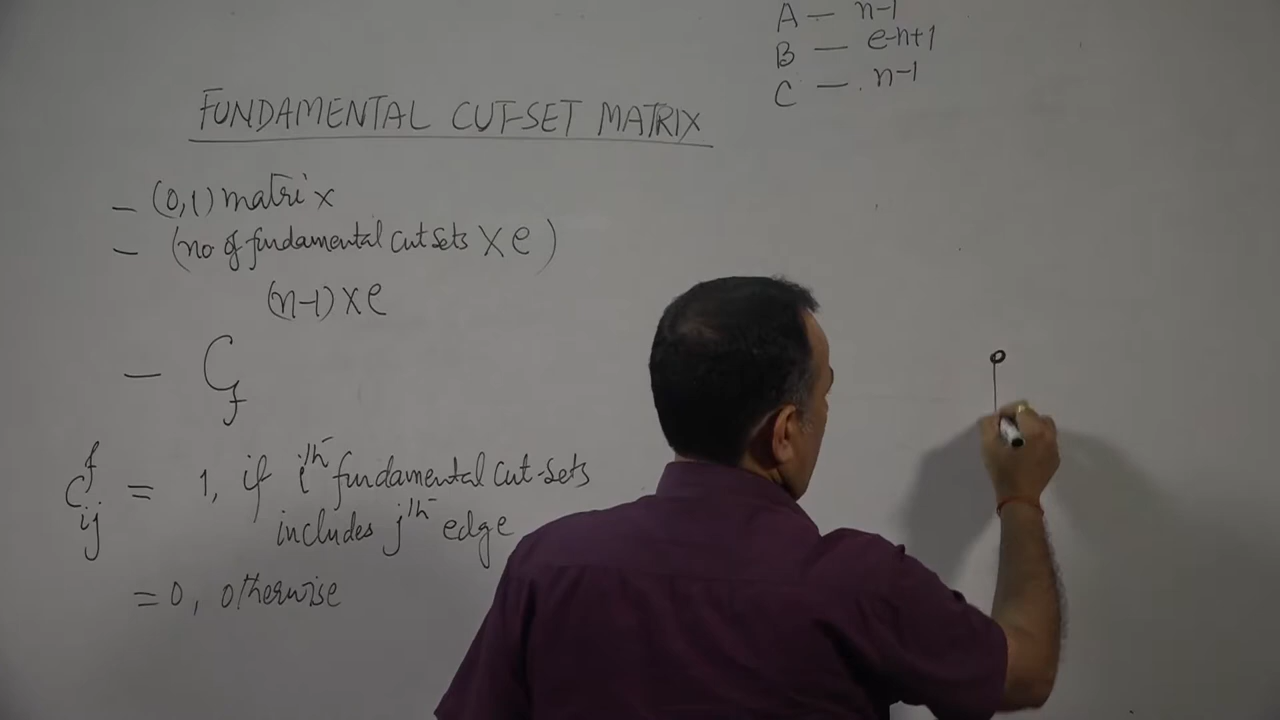 A — n-1
B — e-n+1
C — . n-1
FUNDAMENTAL CUT-SET MATRIX
— (0,1) matrix
— (no of fundamental cut sets X e)
(n-1) X e
— C_f
C^f_ij = 1, if i^th fundamental cut-sets
includes j^th edge
= 0, otherwise